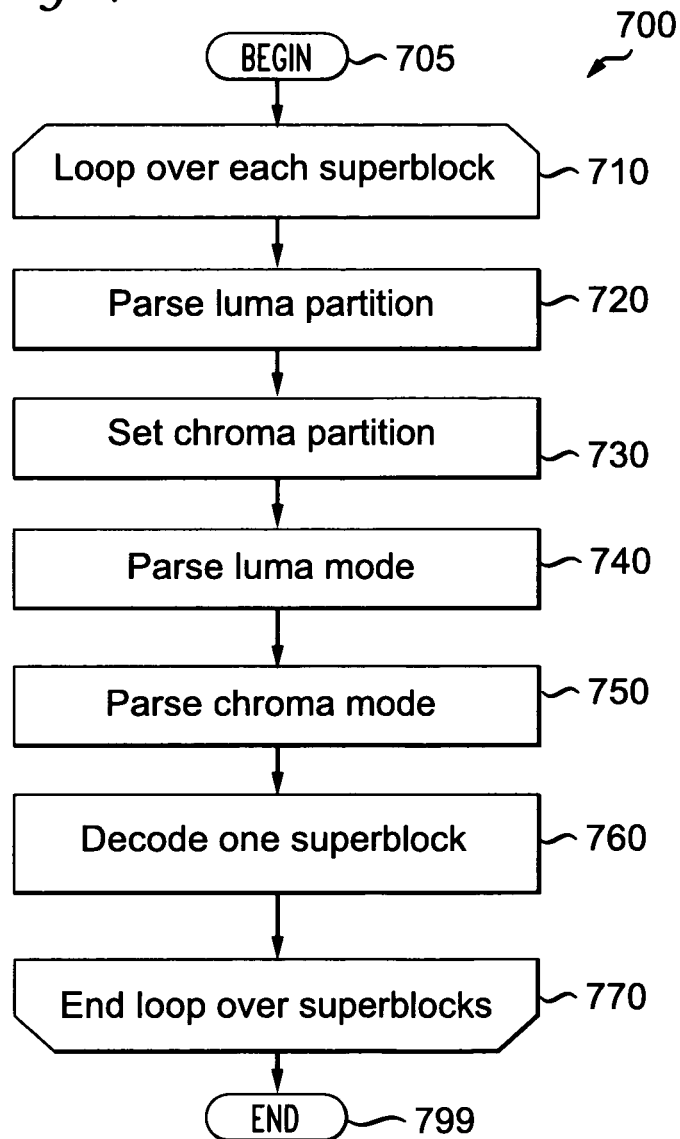 700
BEGIN 705
Loop over each superblock 710
Parse luma partition 720
Set chroma partition 730
Parse luma mode 740
Parse chroma mode 750
Decode one superblock 760
End loop over superblocks 770
END 799